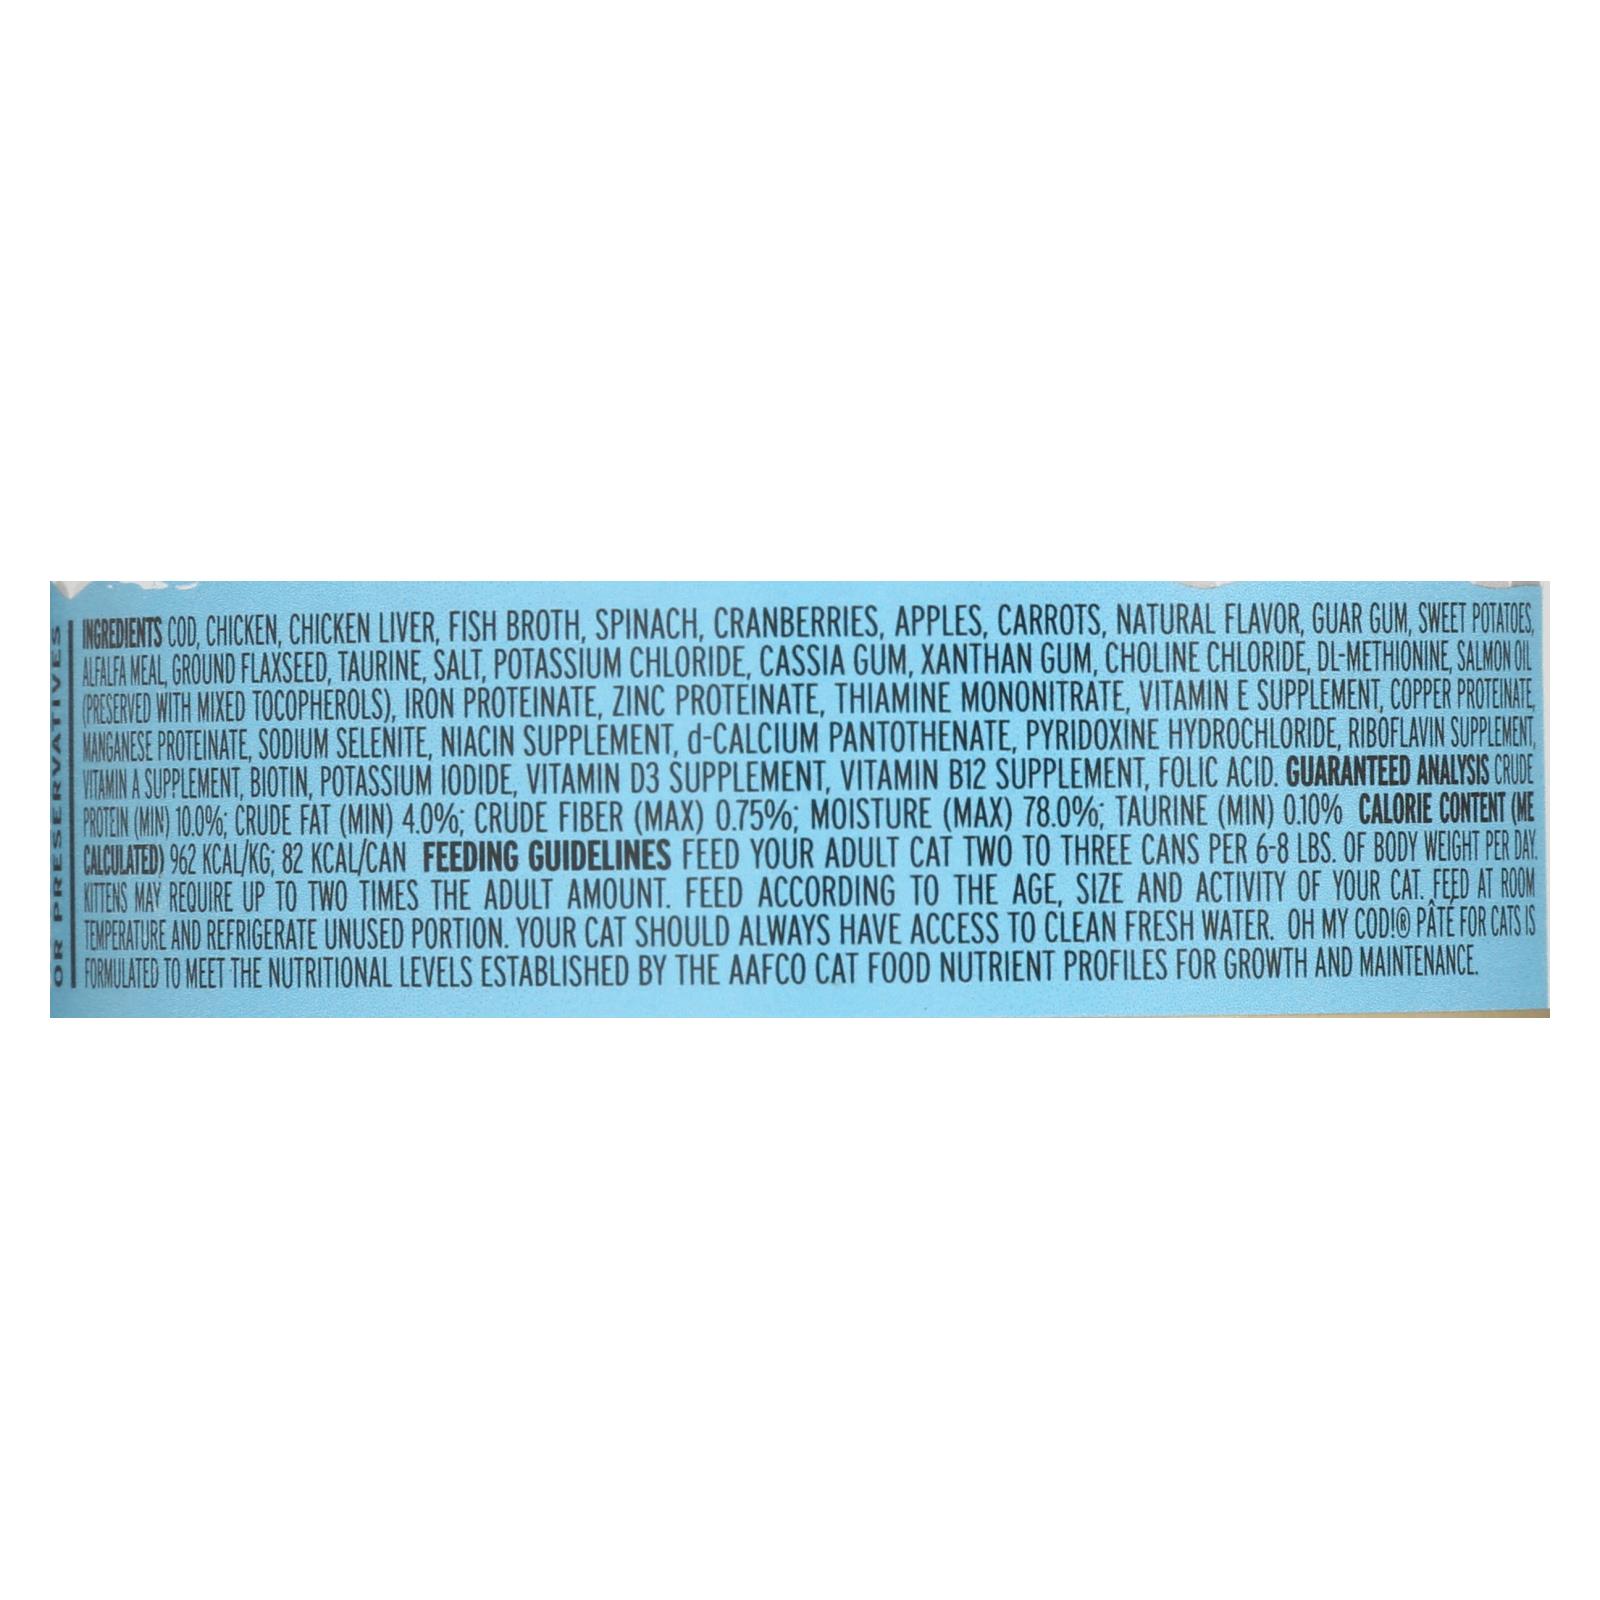 OR PRESERVATIVES
INGREDIENTS COD, CHICKEN, CHICKEN LIVER, FISH BROTH, SPINACH, CRANBERRIES, APPLES, CARROTS, NATURAL FLAVOR, GUAR GUM, SWEET POTATOES,
ALFALFA MEAL, GROUND FLAXSEED, TAURINE, SALT, POTASSIUM CHLORIDE, CASSIA GUM, XANTHAN GUM, CHOLINE CHLORIDE, DL-METHIONINE, SALMON OIL
(PRESERVED WITH MIXED TOCOPHEROLS), IRON PROTEINATE, ZINC PROTEINATE, THIAMINE MONONITRATE, VITAMIN E SUPPLEMENT, COPPER PROTEINATE,
MANGANESE PROTEINATE, SODIUM SELENITE, NIACIN SUPPLEMENT, d-CALCIUM PANTOTHENATE, PYRIDOXINE HYDROCHLORIDE, RIBOFLAVIN SUPPLEMENT,
VITAMIN A SUPPLEMENT, BIOTIN, POTASSIUM IODIDE, VITAMIN D3 SUPPLEMENT, VITAMIN B12 SUPPLEMENT, FOLIC ACID. GUARANTEED ANALYSIS CRUDE
PROTEIN (MIN) 10.0%; CRUDE FAT (MIN) 4.0%; CRUDE FIBER (MAX) 0.75%; MOISTURE (MAX) 78.0%; TAURINE (MIN) 0.10% CALORIE CONTENT (ME
CALCULATED) 962 KCAL/KG; 82 KCAL/CAN FEEDING GUIDELINES FEED YOUR ADULT CAT TWO TO THREE CANS PER 6-8 LBS. OF BODY WEIGHT PER DAY.
KITTENS MAY REQUIRE UP TO TWO TIMES THE ADULT AMOUNT. FEED ACCORDING TO THE AGE, SIZE AND ACTIVITY OF YOUR CAT. FEED AT ROOM
TEMPERATURE AND REFRIGERATE UNUSED PORTION. YOUR CAT SHOULD ALWAYS HAVE ACCESS TO CLEAN FRESH WATER. OH MY COD!® PÂTÉ FOR CATS IS
FORMULATED TO MEET THE NUTRITIONAL LEVELS ESTABLISHED BY THE AAFCO CAT FOOD NUTRIENT PROFILES FOR GROWTH AND MAINTENANCE.